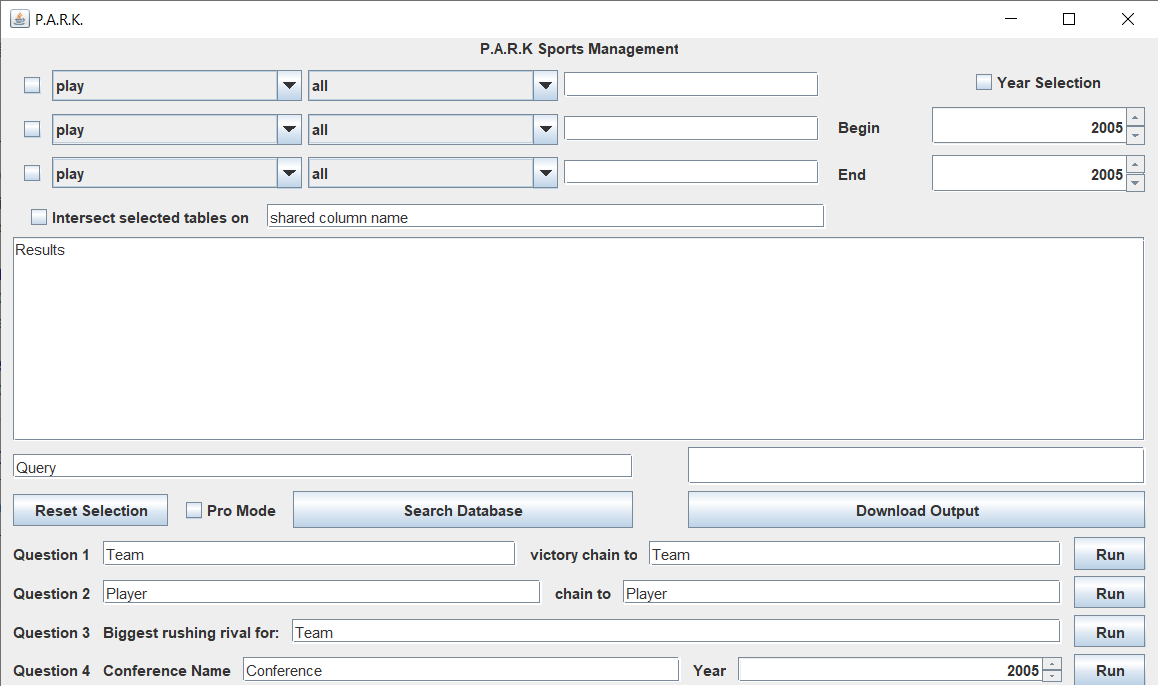 P.A.R.K.
P.A.R.K Sports Management
play all Year Selection
play all Begin 2005
play all End 2005
Intersect selected tables on shared column name
Results
Query
Reset Selection Pro Mode Search Database Download Output
Question 1 Team victory chain to Team Run
Question 2 Player chain to Player Run
Question 3 Biggest rushing rival for: Team Run
Question 4 Conference Name Conference Year 2005 Run